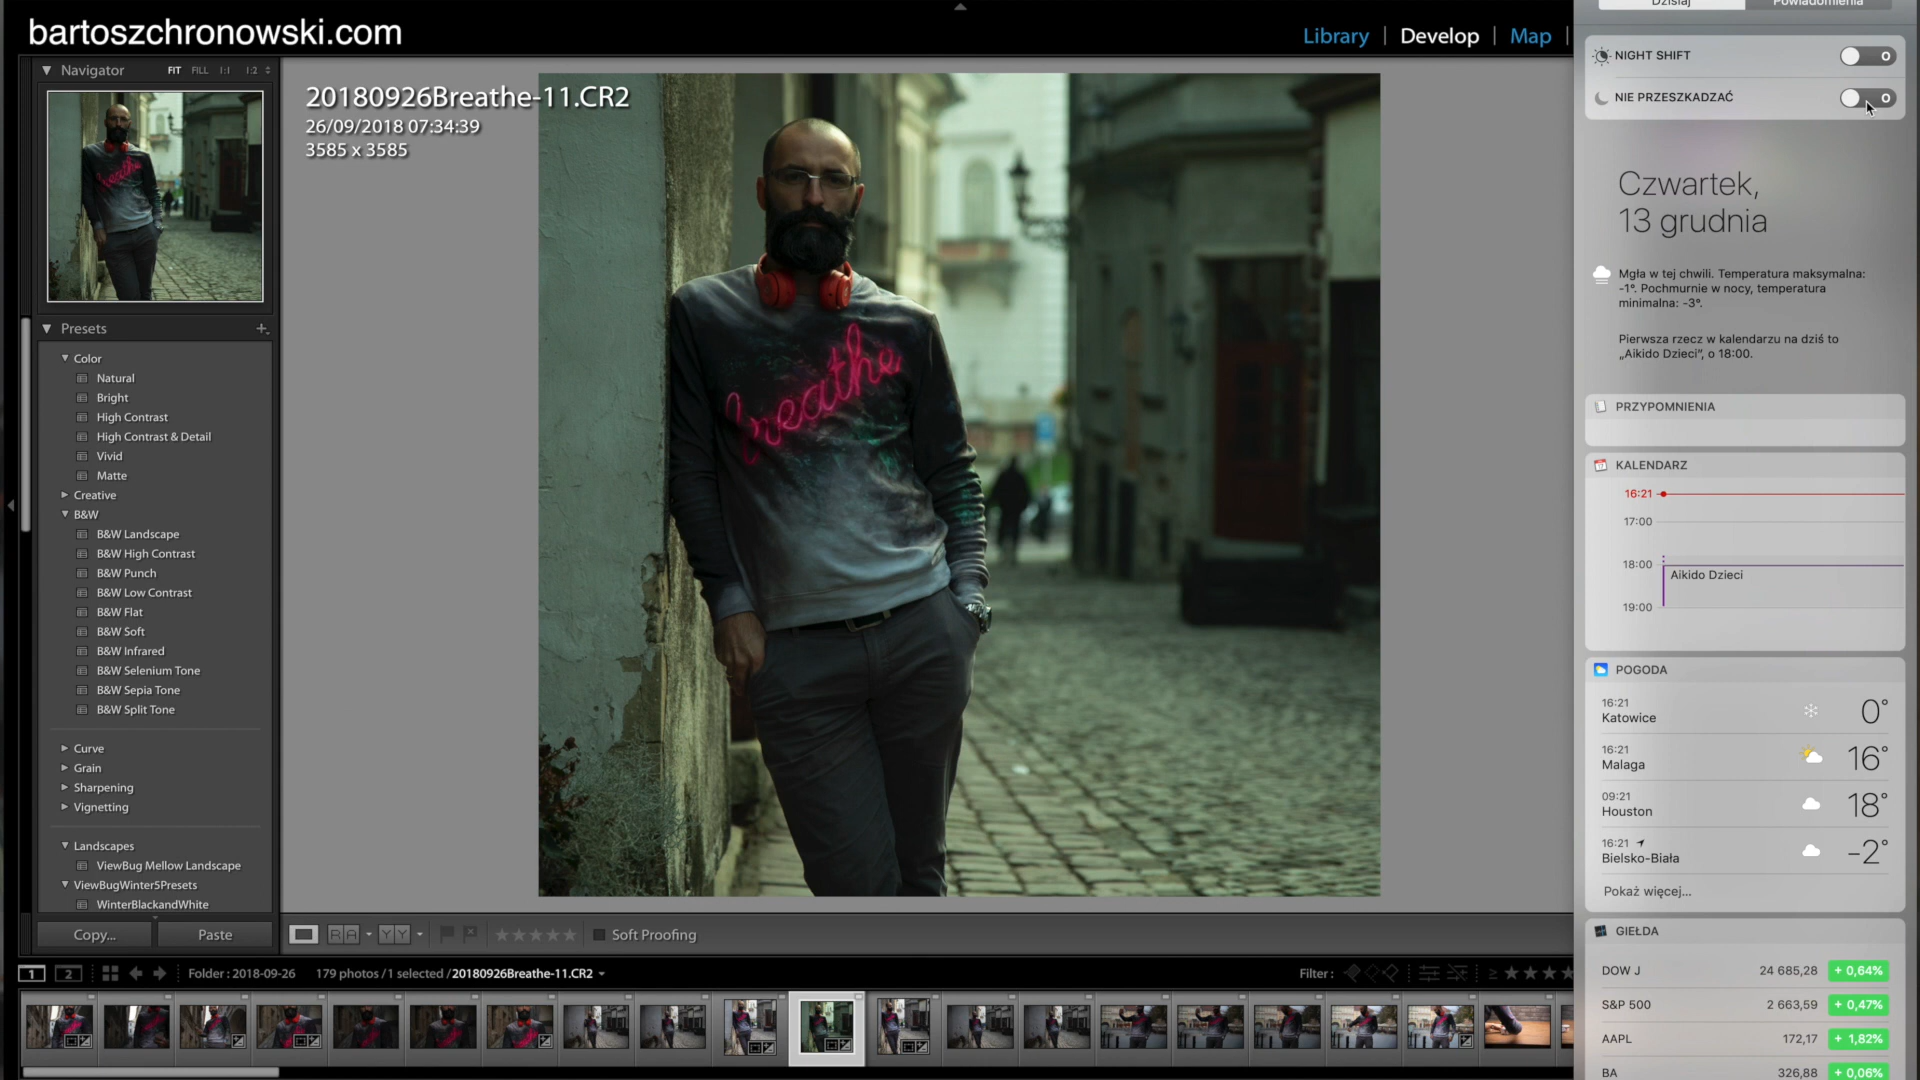 bartoszchronowski.com
Library | Develop | Map |
Navigator FIT FILL 1:1 1:2
20180926Breathe-11.CR2
26/09/2018 07:34:39
3585 x 3585
breathe
Presets +
Color
Natural
Bright
High Contrast
High Contrast & Detail
Vivid
Matte
Creative
B&W
B&W Landscape
B&W High Contrast
B&W Punch
B&W Low Contrast
B&W Flat
B&W Soft
B&W Infrared
B&W Selenium Tone
B&W Sepia Tone
B&W Split Tone
Curve
Grain
Sharpening
Vignetting
Landscapes
ViewBug Mellow Landscape
ViewBugWinter5Presets
WinterBlackandWhite
Copy... Paste
R A Y Y Soft Proofing
1 2 Folder : 2018-09-26 179 photos / 1 selected / 20180926Breathe-11.CR2 Filter :
Dzisiaj Powiadomienia
NIGHT SHIFT
NIE PRZESZKADZAĆ
Czwartek,
13 grudnia
Mgła w tej chwili. Temperatura maksymalna:
-1°. Pochmurnie w nocy, temperatura
minimalna: -3°.
Pierwsza rzecz w kalendarzu na dziś to
„Aikido Dzieci”, o 18:00.
PRZYPOMNIENIA
KALENDARZ
16:21
17:00
18:00
Aikido Dzieci
19:00
POGODA
16:21
Katowice 0°
16:21
Malaga 16°
09:21
Houston 18°
16:21
Bielsko-Biała -2°
Pokaż więcej...
GIEŁDA
DOW J 24 685,28 + 0,64%
S&P 500 2 663,59 + 0,47%
AAPL 172,17 + 1,82%
BA 326,88 + 0,06%